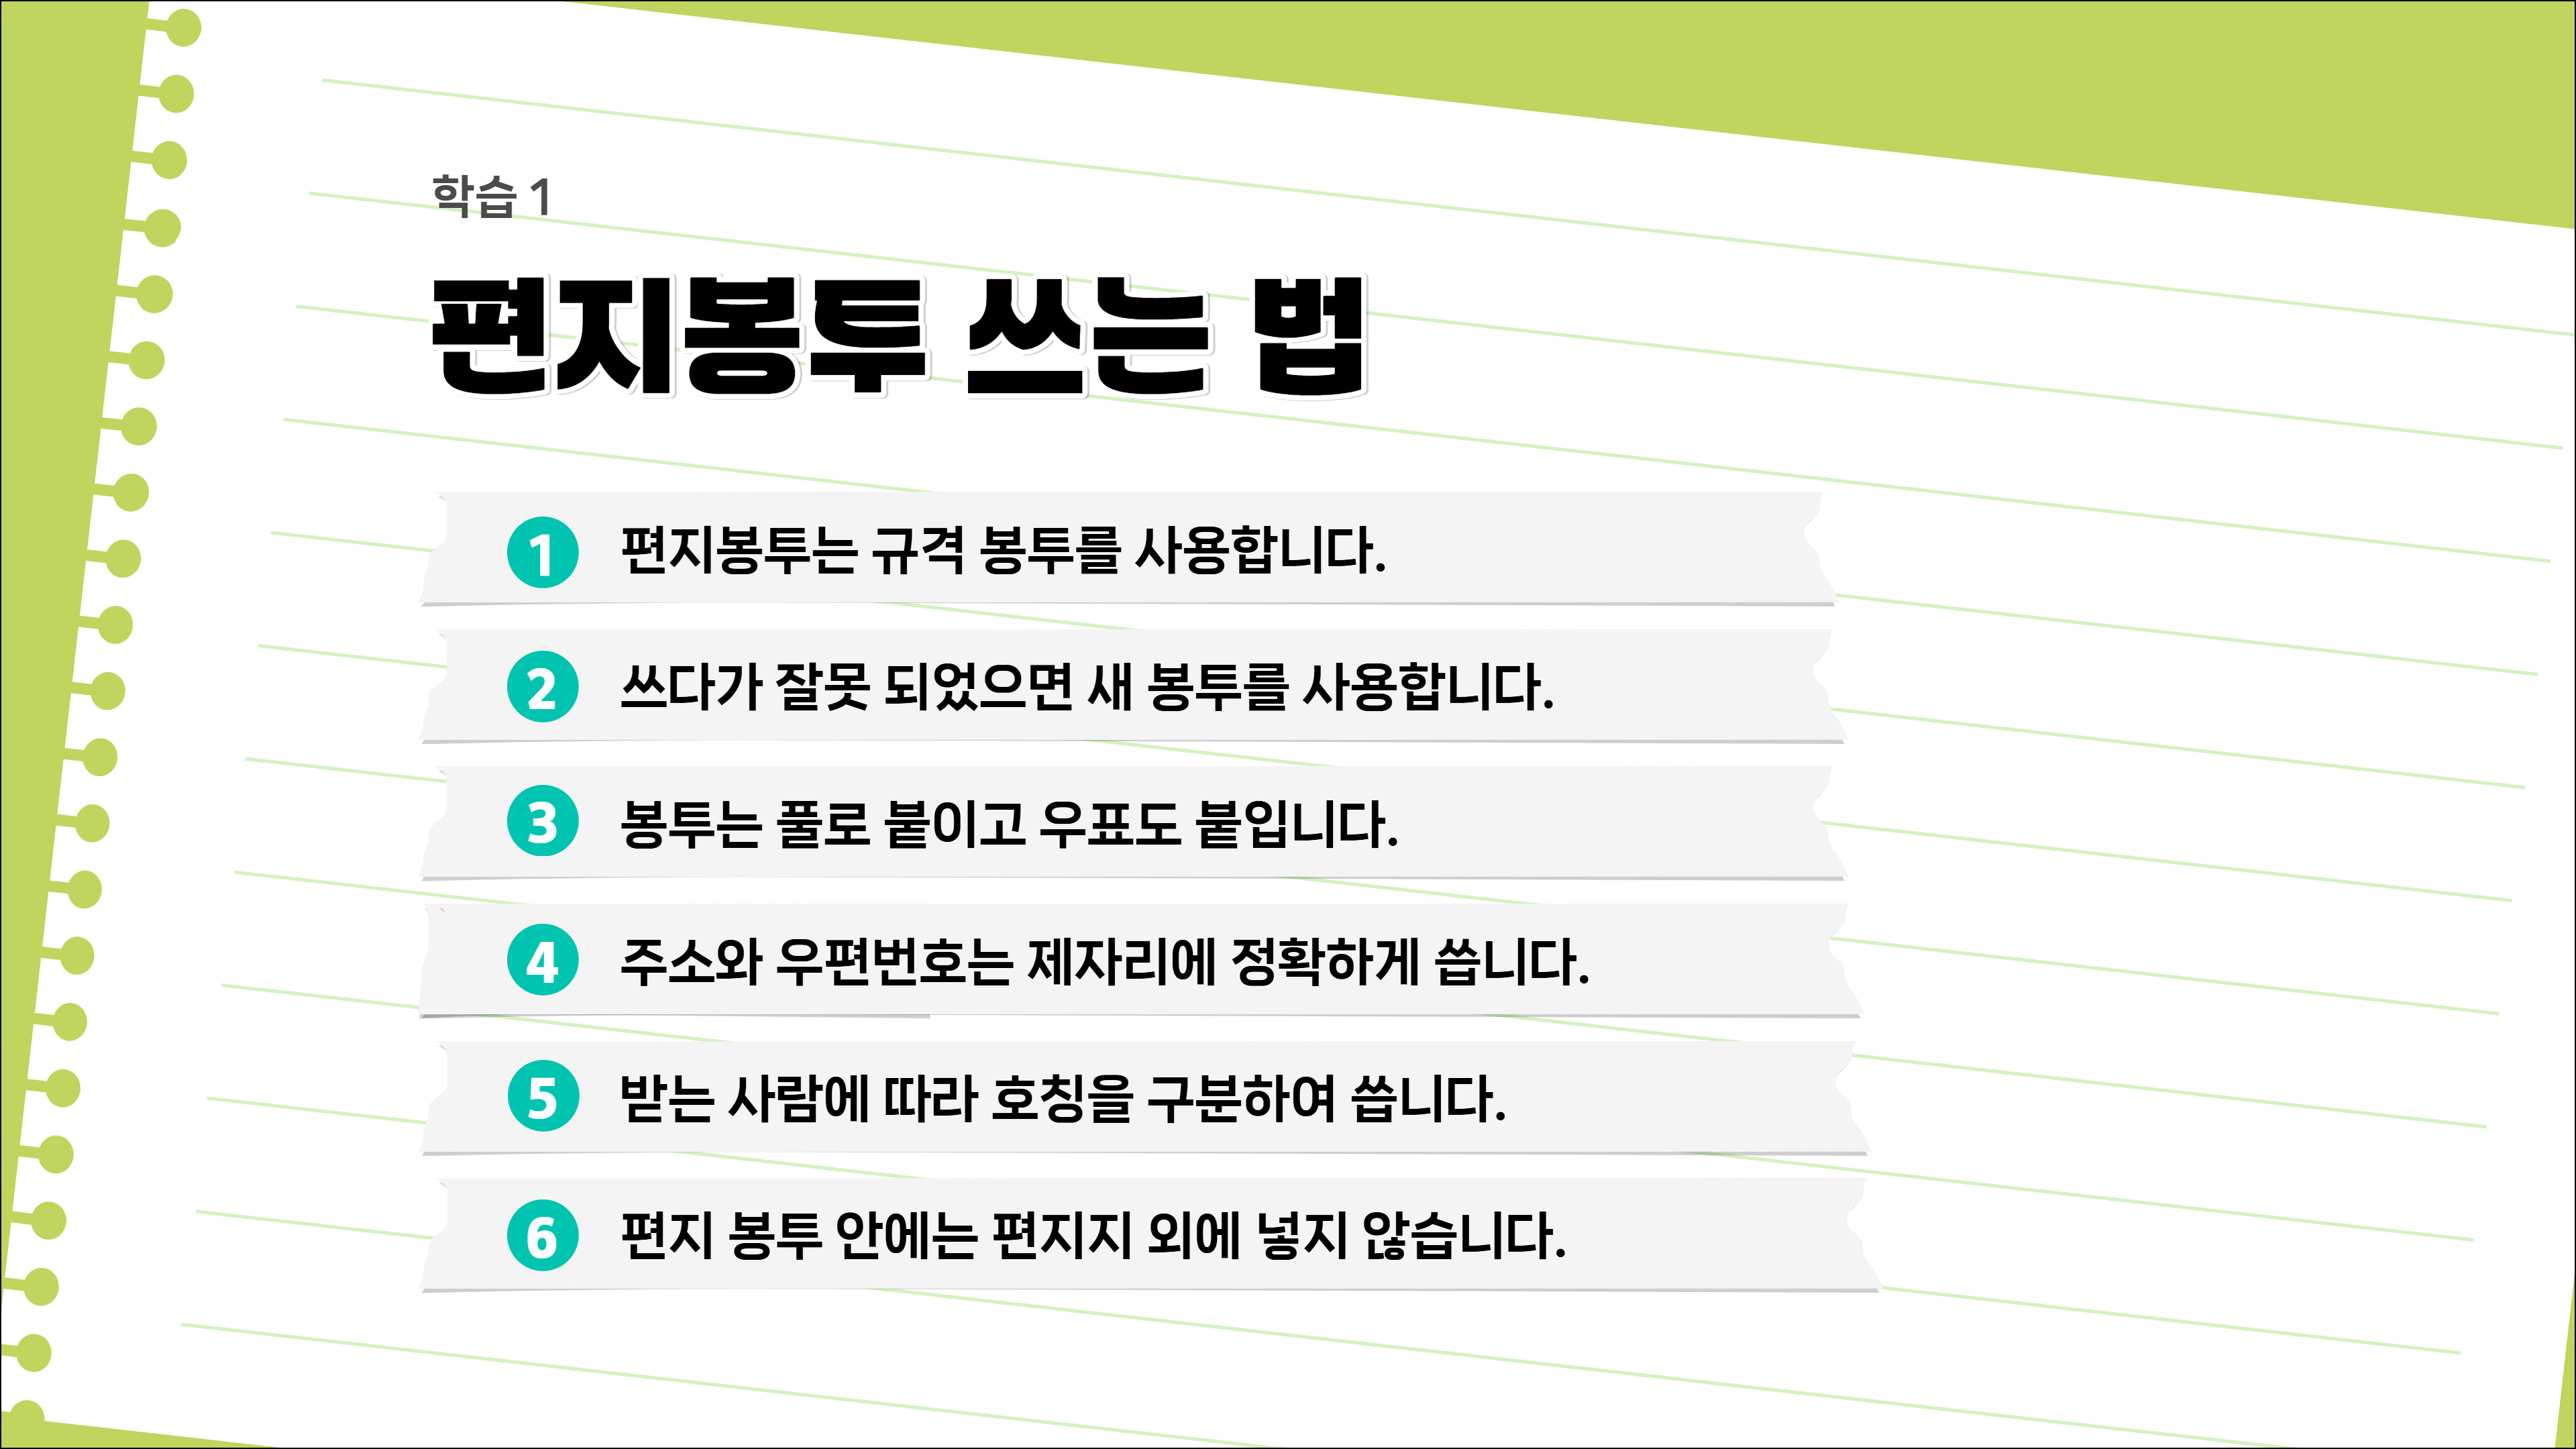 학습 1
편지봉투 쓰는 법
1 편지봉투는 규격 봉투를 사용합니다.
2 쓰다가 잘못 되었으면 새 봉투를 사용합니다.
3 봉투는 풀로 붙이고 우표도 붙입니다.
4 주소와 우편번호는 제자리에 정확하게 씁니다.
5 받는 사람에 따라 호칭을 구분하여 씁니다.
6 편지 봉투 안에는 편지지 외에 넣지 않습니다.